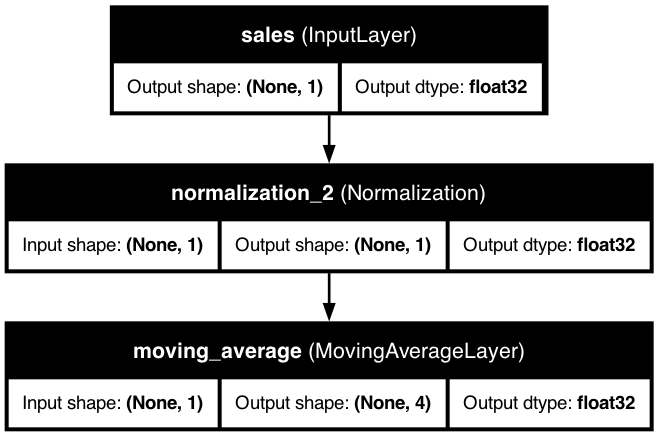 sales (InputLayer)
Output shape: (None, 1) Output dtype: float32
normalization_2 (Normalization)
Input shape: (None, 1) Output shape: (None, 1) Output dtype: float32
moving_average (MovingAverageLayer)
Input shape: (None, 1) Output shape: (None, 4) Output dtype: float32